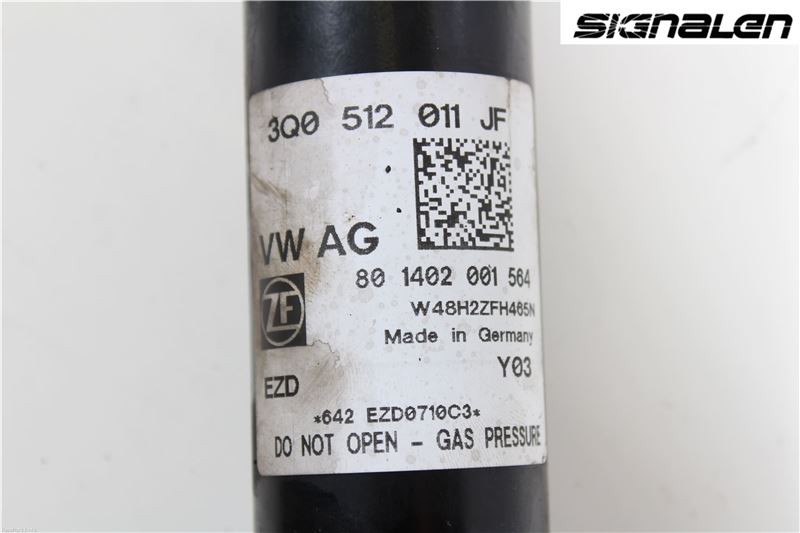 SIGNALEN
3Q0 512 011 JF
VW AG
80 1402 001 564
ZF
W48H2ZFH465N
Made in Germany
Y03
EZD
*642 EZD0710C3*
DO NOT OPEN - GAS PRESSURE